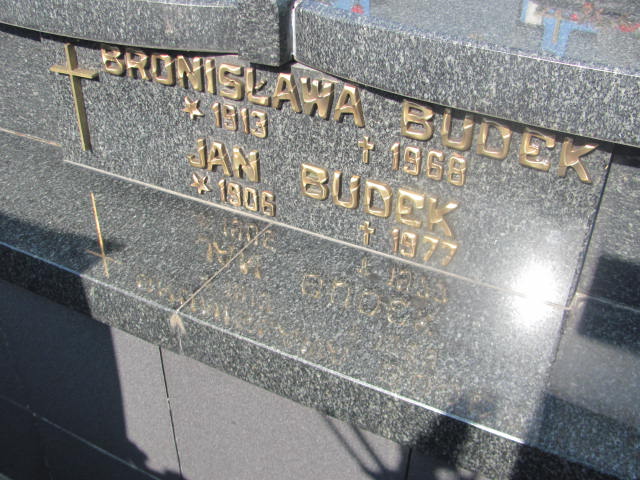 BRONISŁAWA BUDEK
★ 1913 ✝ 1968
JAN BUDEK
★ 1906 ✝ 1977